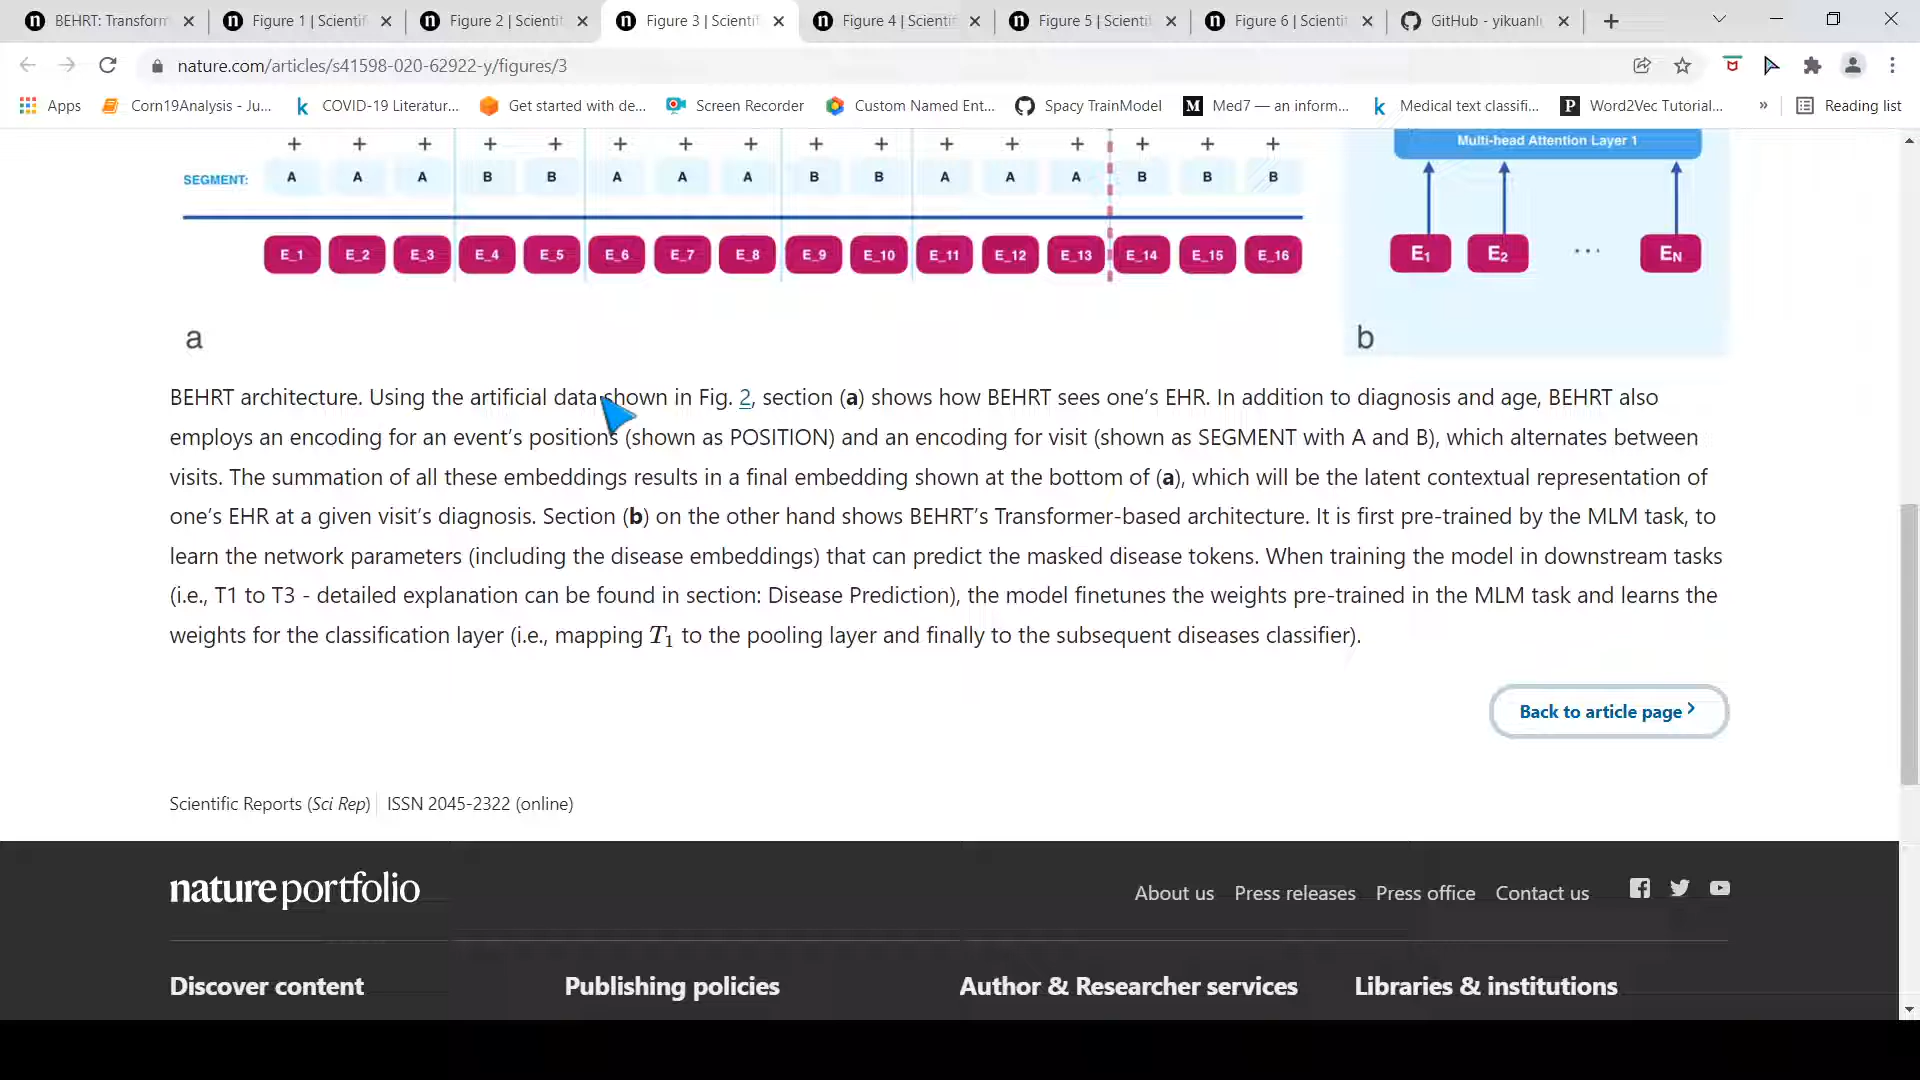 BEHRT: Transform
Figure 1 | Scientif
Figure 2 | Scientif
Figure 3 | Scientif
Figure 4 | Scientif
Figure 5 | Scientif
Figure 6 | Scientif
GitHub - yikuanli
nature.com/articles/s41598-020-62922-y/figures/3
Apps
Corn19Analysis - Ju...
COVID-19 Literatur...
Get started with de...
Screen Recorder
Custom Named Ent...
Spacy TrainModel
Med7 — an inform...
Medical text classifi...
Word2Vec Tutorial...
»
Reading list
+ + + + + + + + + + + + + + + +
SEGMENT: A A A B B A A A B B A A A B B B
E_1 E_2 E_3 E_4 E_5 E_6 E_7 E_8 E_9 E_10 E_11 E_12 E_13 E_14 E_15 E_16
a
Multi-head Attention Layer 1
E1 E2 ... EN
b
BEHRT architecture. Using the artificial data shown in Fig. 2, section (a) shows how BEHRT sees one's EHR. In addition to diagnosis and age, BEHRT also
employs an encoding for an event's positions (shown as POSITION) and an encoding for visit (shown as SEGMENT with A and B), which alternates between
visits. The summation of all these embeddings results in a final embedding shown at the bottom of (a), which will be the latent contextual representation of
one's EHR at a given visit's diagnosis. Section (b) on the other hand shows BEHRT's Transformer-based architecture. It is first pre-trained by the MLM task, to
learn the network parameters (including the disease embeddings) that can predict the masked disease tokens. When training the model in downstream tasks
(i.e., T1 to T3 - detailed explanation can be found in section: Disease Prediction), the model finetunes the weights pre-trained in the MLM task and learns the
weights for the classification layer (i.e., mapping T1 to the pooling layer and finally to the subsequent diseases classifier).
Back to article page
Scientific Reports (Sci Rep) ISSN 2045-2322 (online)
nature portfolio
About us Press releases Press office Contact us
Discover content Publishing policies Author & Researcher services Libraries & institutions